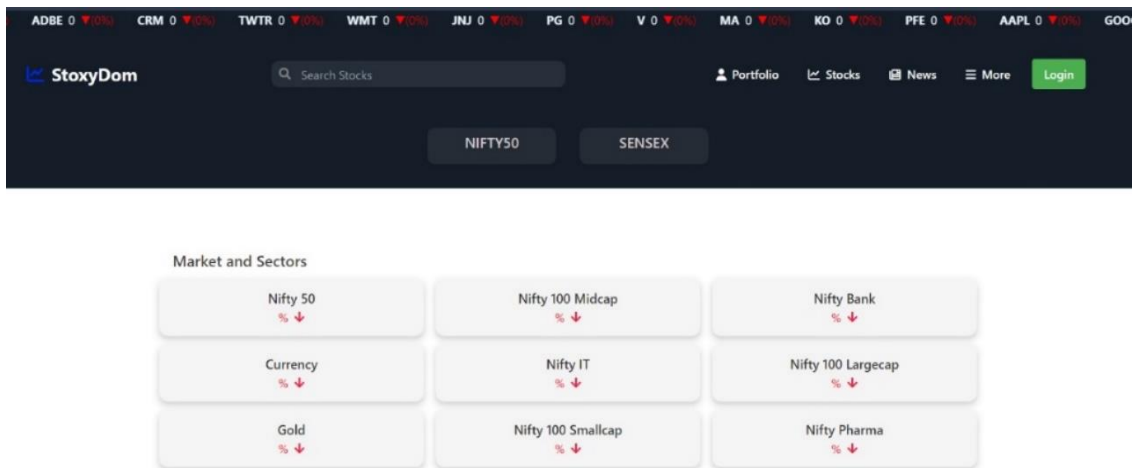 ADBE 0 ▼(0%) CRM 0 ▼(0%) TWTR 0 ▼(0%) WMT 0 ▼(0%) JNJ 0 ▼(0%) PG 0 ▼(0%) V 0 ▼(0%) MA 0 ▼(0%) KO 0 ▼(0%) PFE 0 ▼(0%) AAPL 0 ▼(0%) GOO
StoxyDom Search Stocks Portfolio Stocks News More Login
NIFTY50 SENSEX
Market and Sectors
Nifty 50 Nifty 100 Midcap Nifty Bank
% ↓ % ↓ % ↓
Currency Nifty IT Nifty 100 Largecap
% ↓ % ↓ % ↓
Gold Nifty 100 Smallcap Nifty Pharma
% ↓ % ↓ % ↓